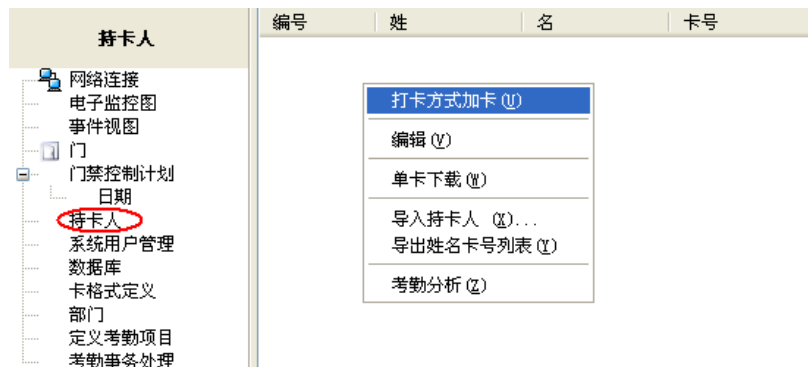 持卡人
编号 姓 名 卡号
网络连接
电子监控图
事件视图
门
门禁控制计划
日期
持卡人
系统用户管理
数据库
卡格式定义
部门
定义考勤项目
考勤事务处理
打卡方式加卡(U)
编辑(V)
单卡下载(W)
导入持卡人 (X)...
导出姓名卡号列表(Y)
考勤分析(Z)